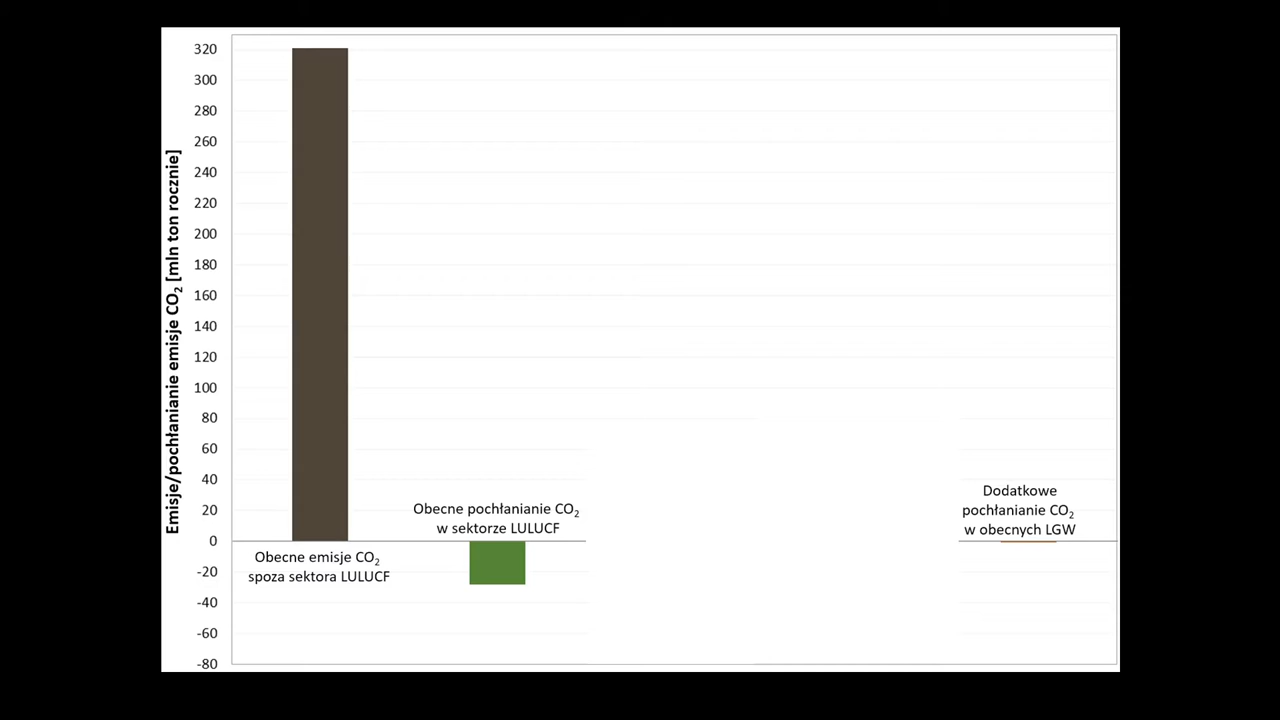 Emisje/pochłanianie emisje CO₂ [mln ton rocznie]
320
300
280
260
240
220
200
180
160
140
120
100
80
60
40
20
0
-20
-40
-60
-80
Obecne emisje CO₂
spoza sektora LULUCF
Obecne pochłanianie CO₂
w sektorze LULUCF
Dodatkowe
pochłanianie CO₂
w obecnych LGW